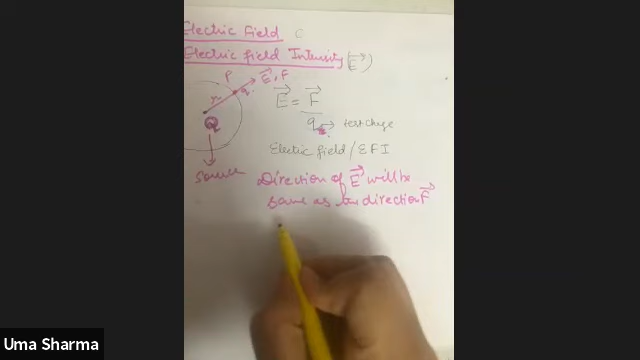 Electric Field
Electric field Intensity (E)
P
E, F
r
q
Q
Source
E = F
q → test charge
Electric field / EFI
Direction of E will be
same as the direction F
Uma Sharma